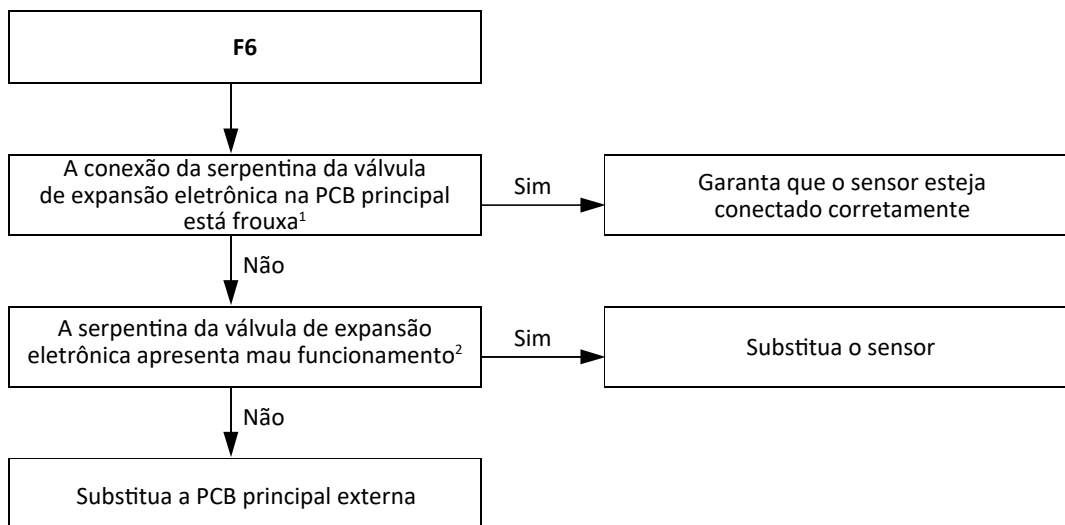 F6
A conexão da serpentina da válvula
de expansão eletrônica na PCB principal
está frouxa¹
Sim
Garanta que o sensor esteja
conectado corretamente
Não
A serpentina da válvula de expansão
eletrônica apresenta mau funcionamento²
Sim
Substitua o sensor
Não
Substitua a PCB principal externa